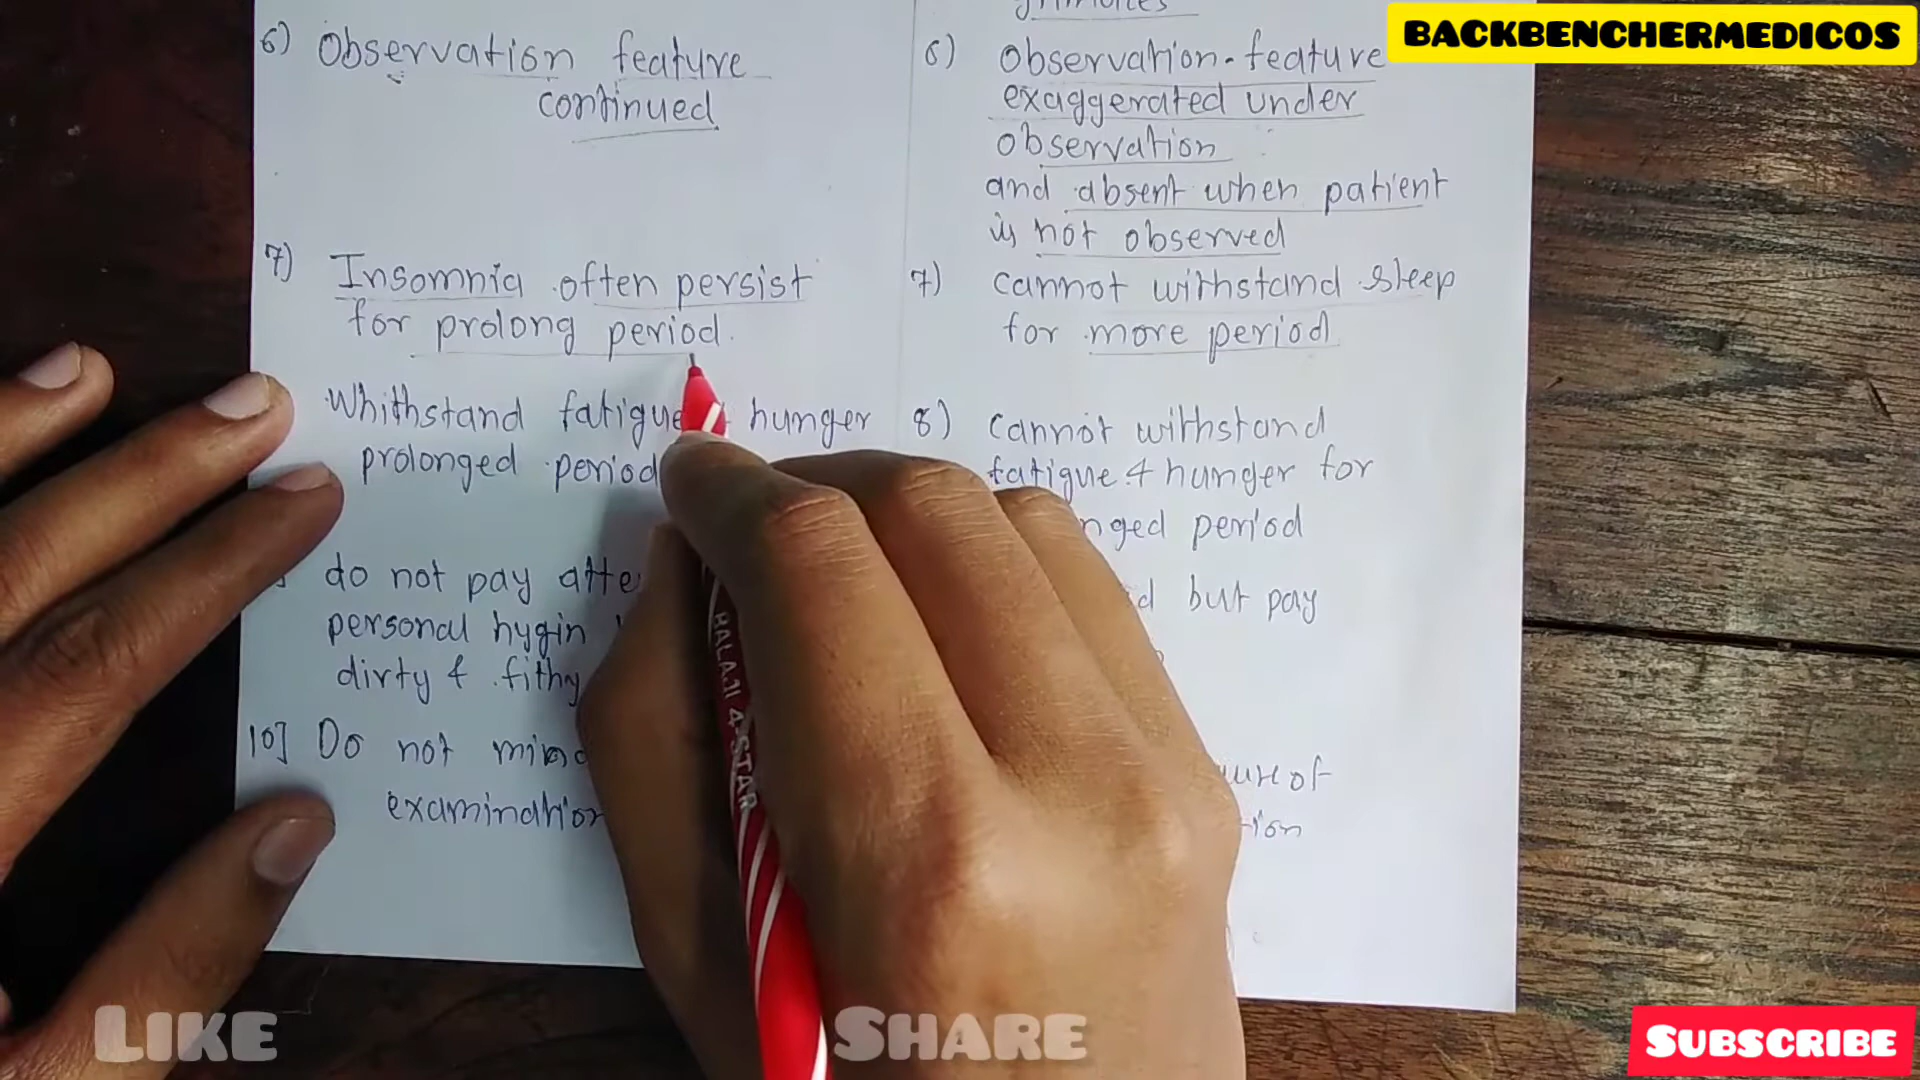 BACKBENCHERMEDICOS
6) Observation feature
continued
7) Insomnia often persist
for prolong period.
Whithstand fatigue hunger
prolonged period
do not pay
personal hygin
dirty & fithy
10] Do not mind
examination
6) observation-feature
exaggerated under
observation
and absent when patient
is not observed
7) cannot withstand sleep
for more period
8) cannot withstand
fatigue & hunger for
period
but pay
of
LIKE
SHARE
SUBSCRIBE
BALAJI 4-STAR